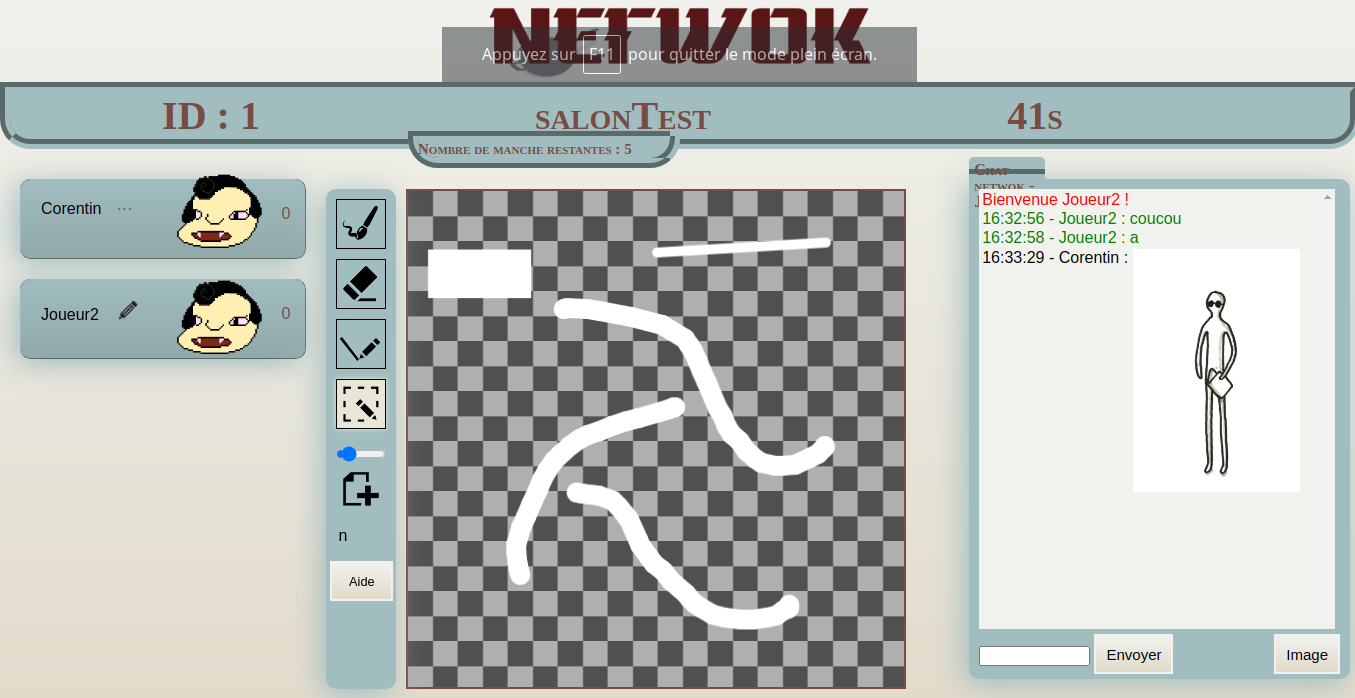 NETWOK
Appuyez sur F11 pour quitter le mode plein écran.
ID : 1
salonTest
41s
Nombre de manche restantes : 5
Corentin ...
0
Joueur2
0
n
Aide
Chat
netwok -
Bienvenue Joueur2 !
16:32:56 - Joueur2 : coucou
16:32:58 - Joueur2 : a
16:33:29 - Corentin :
Envoyer
Image